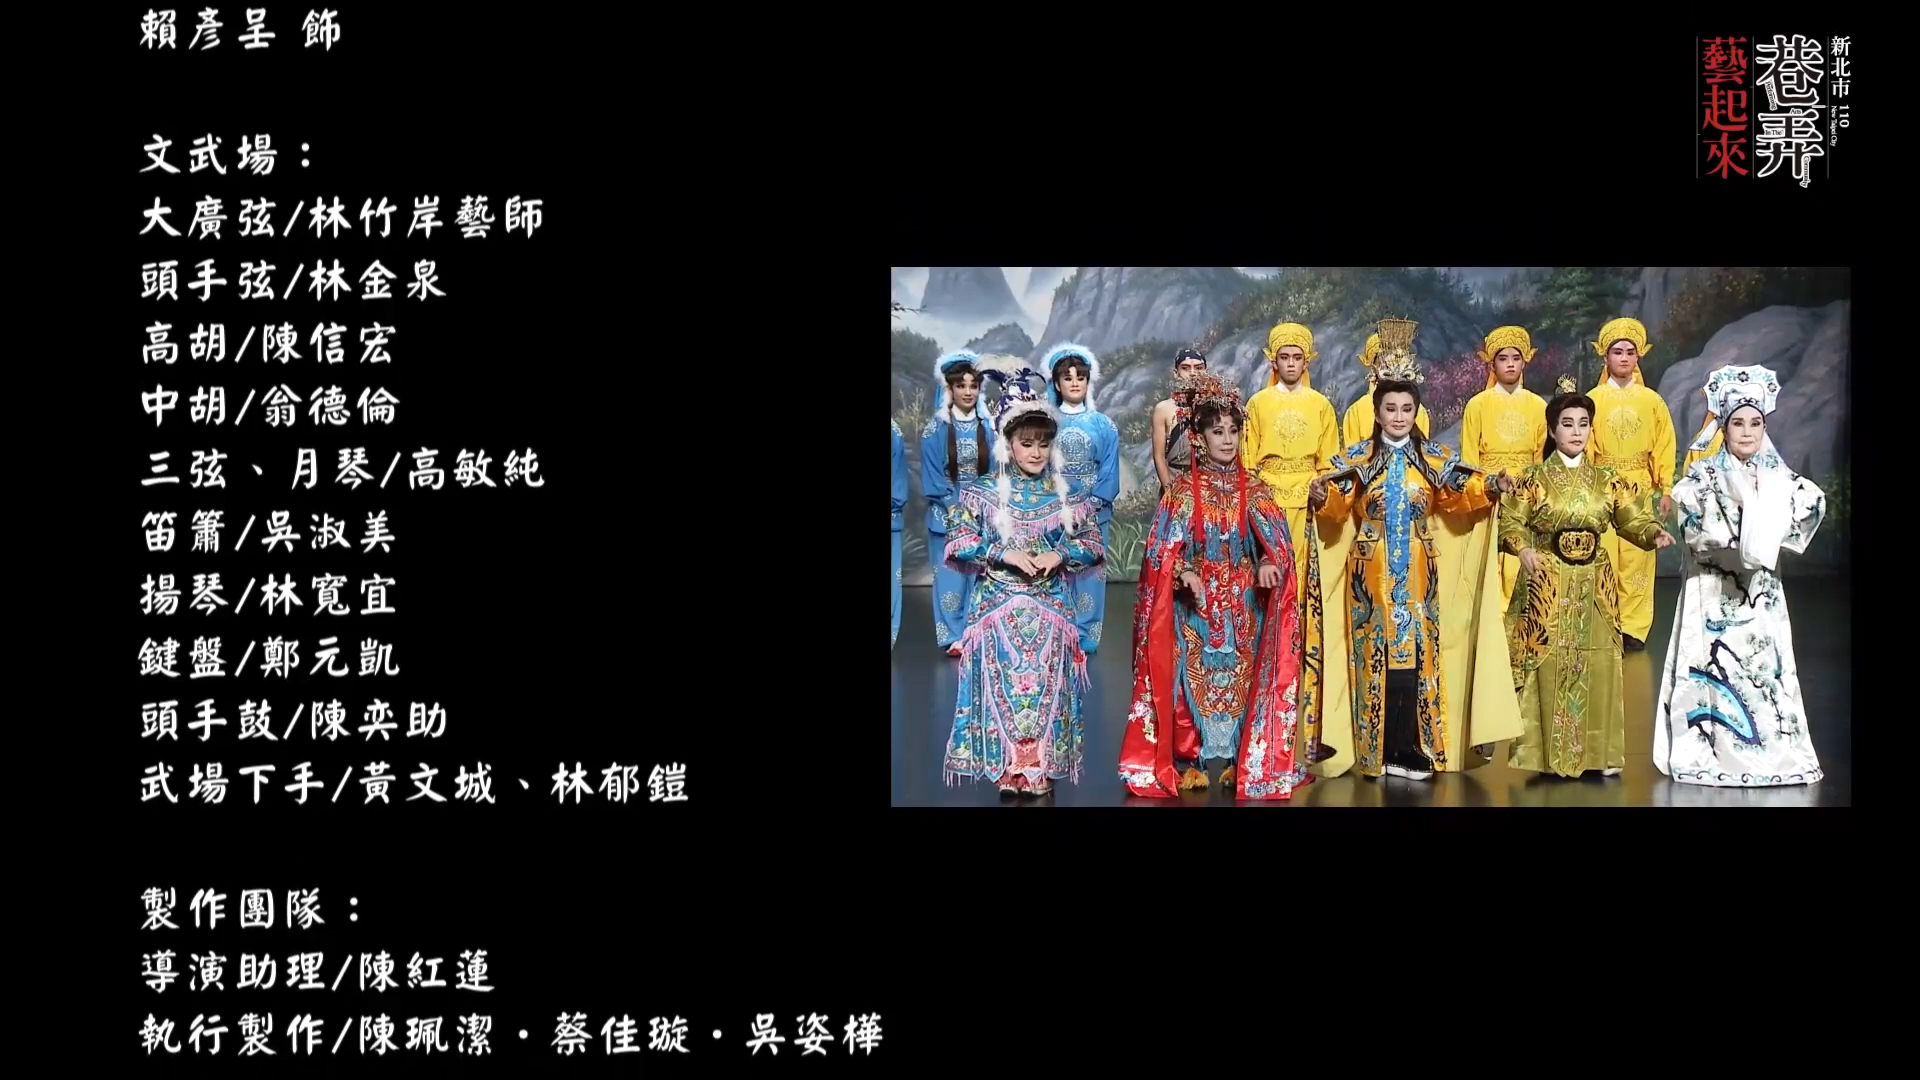 賴彥呈 飾
文武場：
大廣弦/林竹岸藝師
頭手弦/林金泉
高胡/陳信宏
中胡/翁德倫
三弦、月琴/高敏純
笛簫/吳淑美
揚琴/林寬宜
鍵盤/鄭元凱
頭手鼓/陳奕助
武場下手/黃文城、林郁鎧
製作團隊：
導演助理/陳紅蓮
執行製作/陳珮潔・蔡佳璇・吳姿樺
新北市 110
New Taipei City
巷弄
藝起來